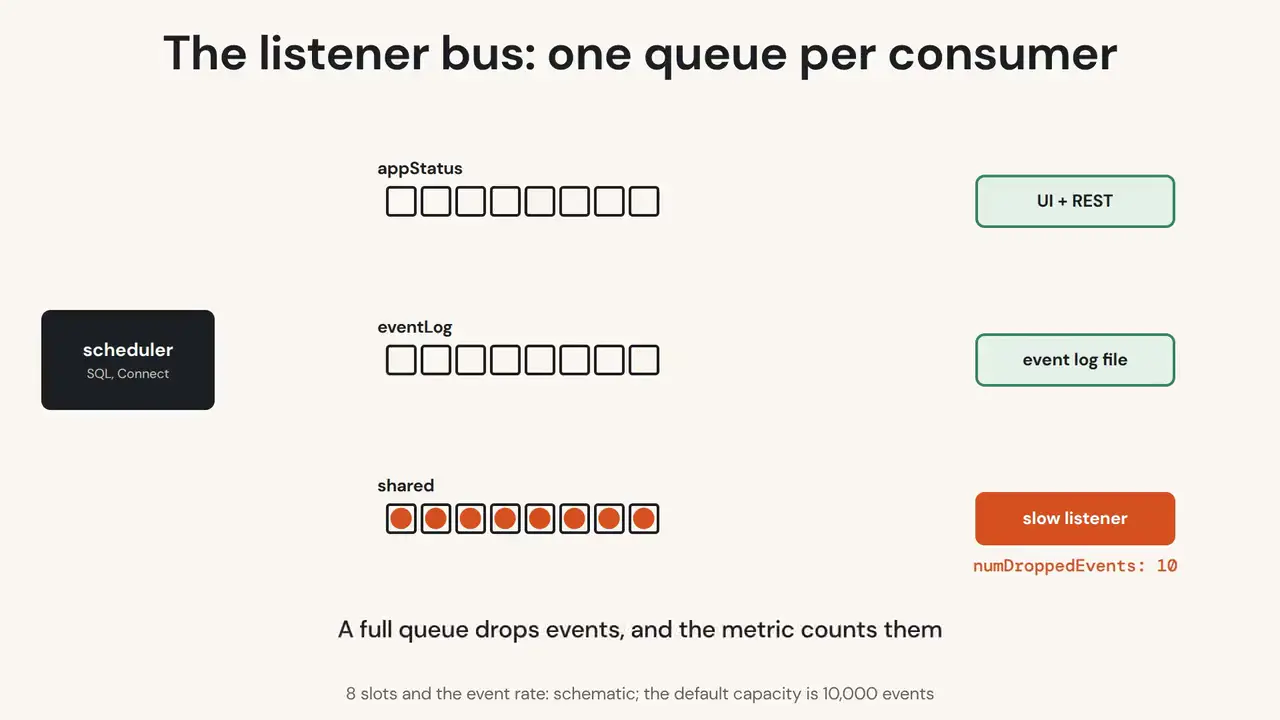 The listener bus: one queue per consumer
appStatus
UI + REST
scheduler
SQL, Connect
eventLog
event log file
shared
slow listener
numDroppedEvents: 10
A full queue drops events, and the metric counts them
8 slots and the event rate: schematic; the default capacity is 10,000 events